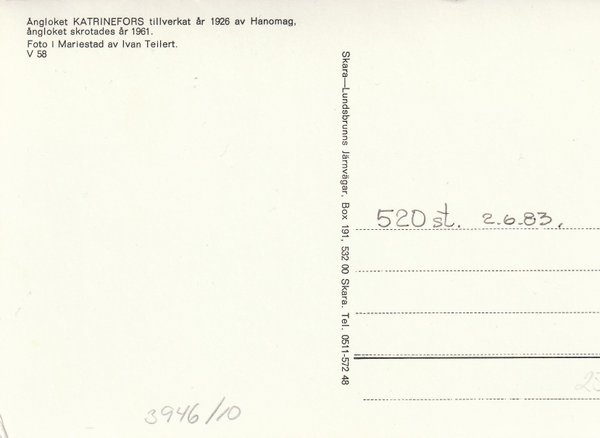 Ångloket KATRINEFORS tillverkat år 1926 av Hanomag,
ångloket skrotades år 1961.
Foto i Mariestad av Ivan Teilert.
V 58
Skara—Lundsbrunns Järnvägar. Box 191, 532 00 Skara. Tel. 0511-572 48
520 st. 2.6.83.
3946/10